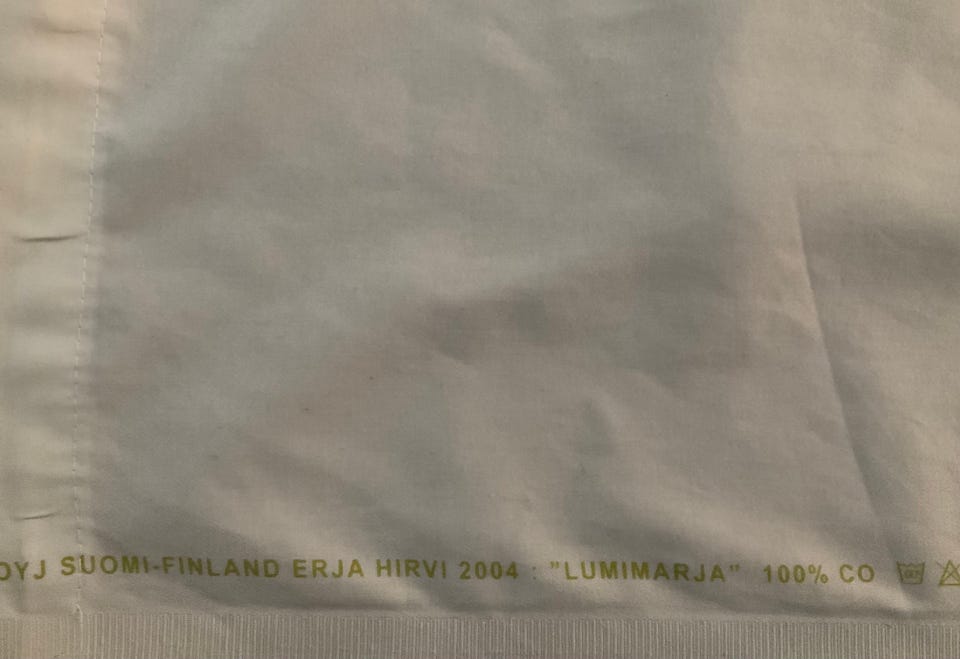 OYJ SUOMI-FINLAND ERJA HIRVI 2004 : "LUMIMARJA" 100% CO